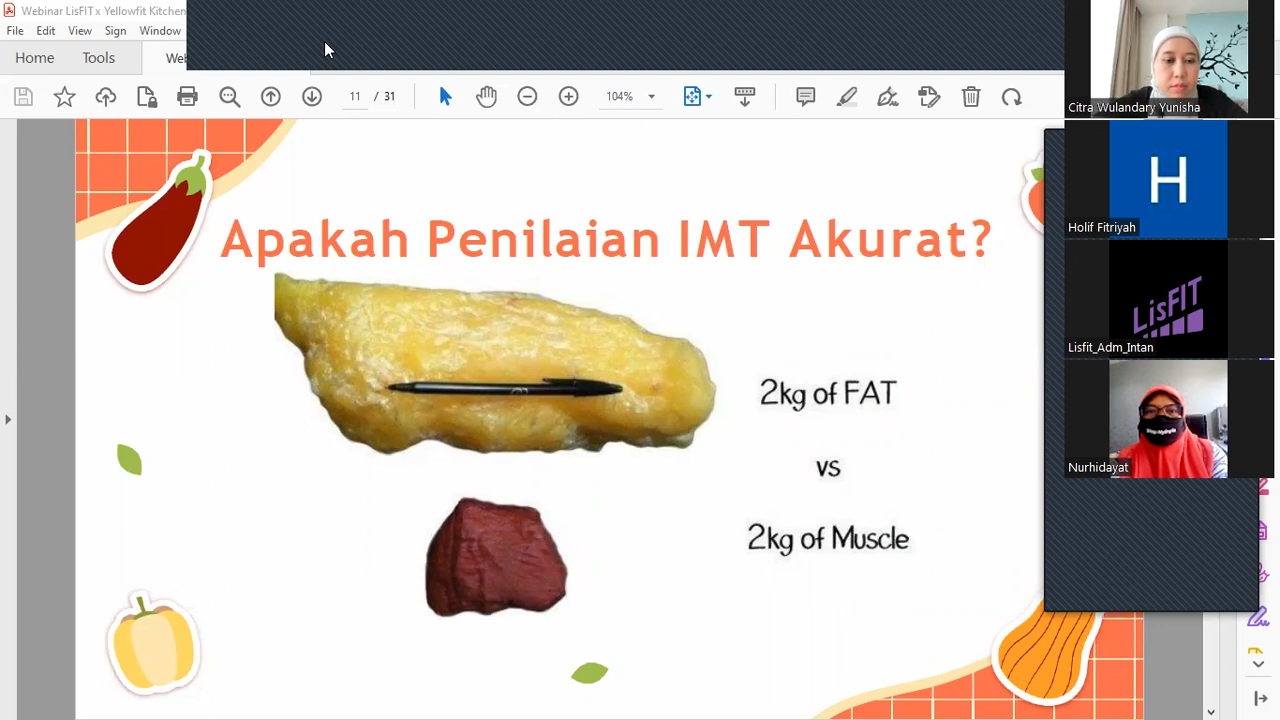 Webinar LisFIT x Yellowfit Kitchen
File Edit View Sign Window
Home Tools Web
11 / 31 104%
Apakah Penilaian IMT Akurat?
2kg of FAT
vs
2kg of Muscle
Citra Wulandary Yunisha
H
Holif Fitriyah
LisFIT
Lisfit_Adm_Intan
Nurhidayat